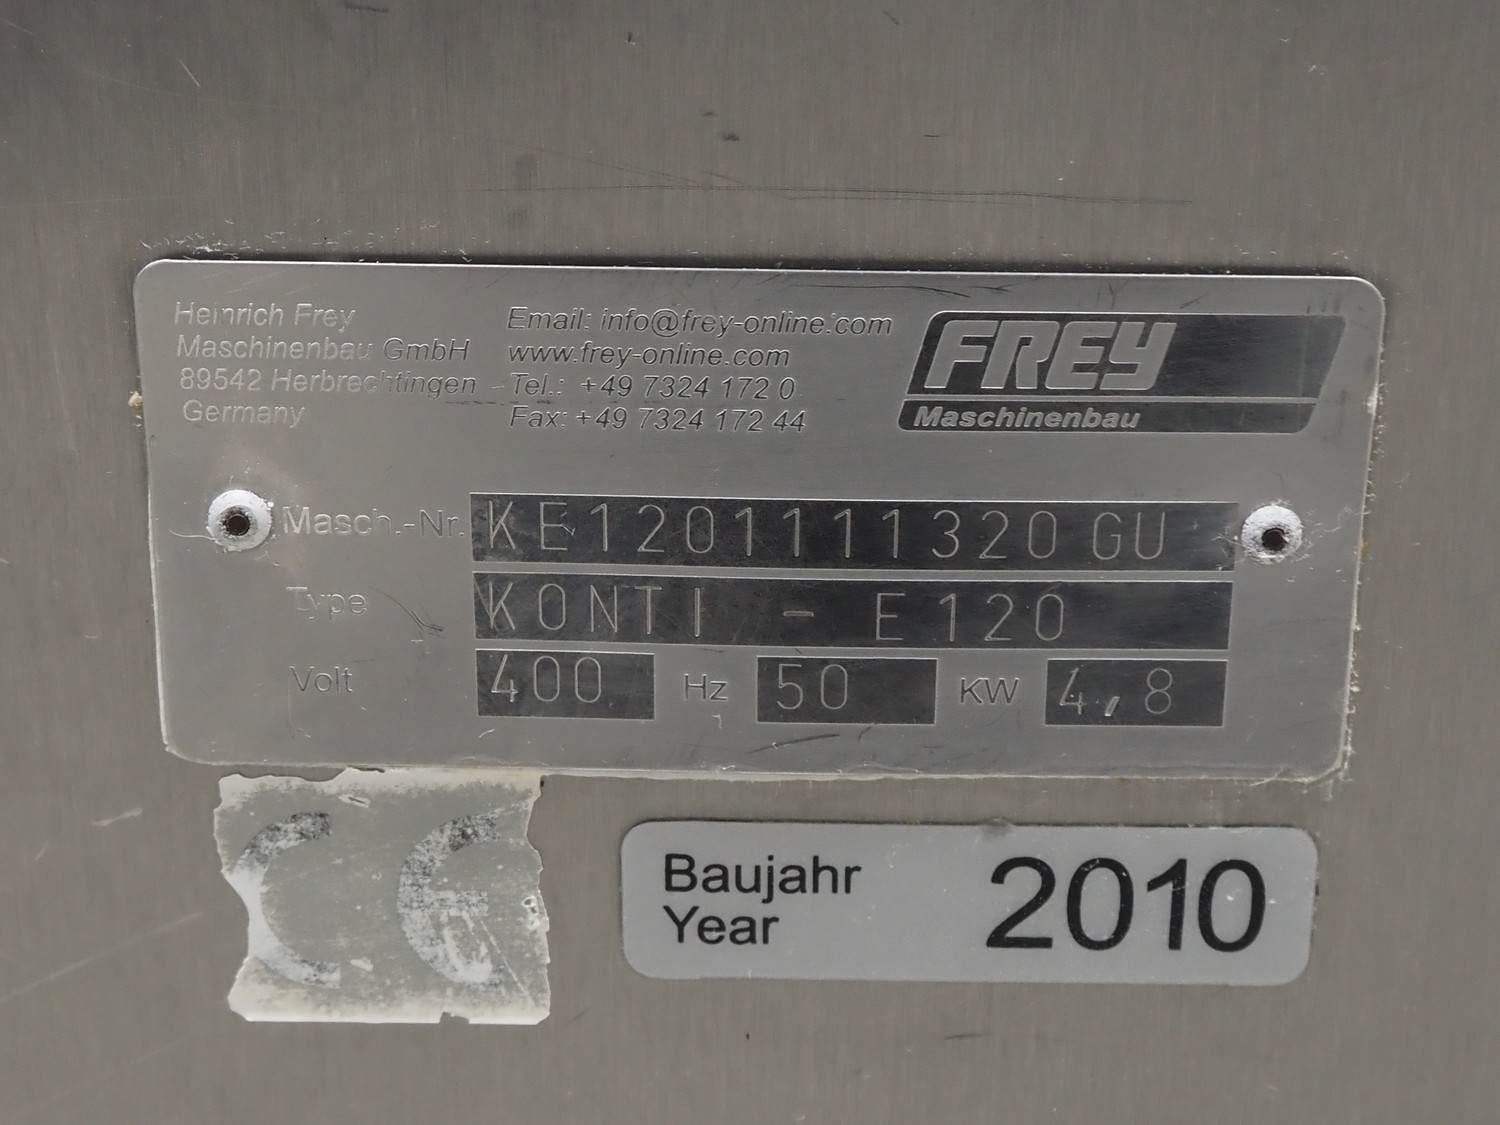 Heinrich Frey
Maschinenbau GmbH
89542 Herbrechtingen
Germany
Email: info@frey-online.com
www.frey-online.com
Tel.: +49 7324 172 0
Fax: +49 7324 172 44
FREY
Maschinenbau
Masch.-Nr. KE1201111320 GU
Type KONTI - E120
Volt 400 Hz 50 KW 4,8
CE
Baujahr
Year
2010